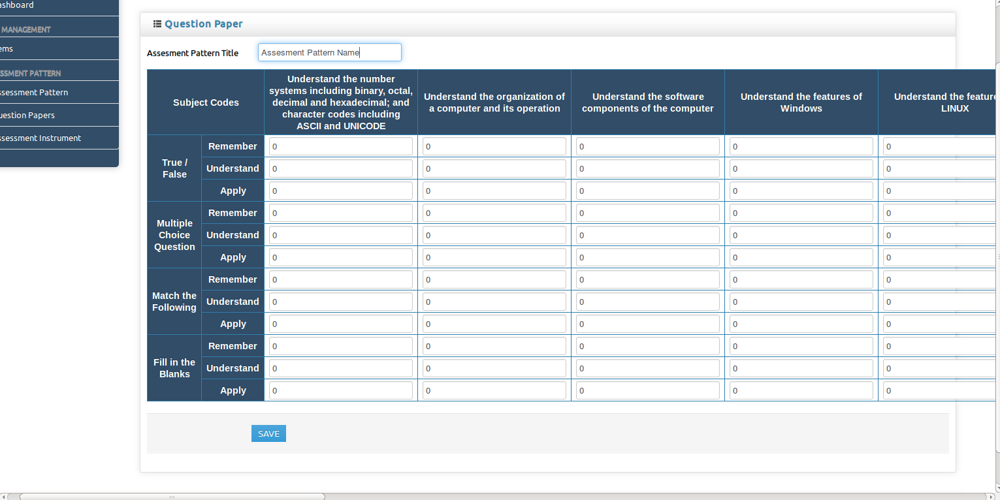 ashboard
MANAGEMENT
ems
SSMENT PATTERN
ssessment Pattern
uestion Papers
ssessment Instrument
Question Paper
Assesment Pattern Title
Assesment Pattern Name
Subject Codes
Understand the number
systems including binary, octal,
decimal and hexadecimal; and
character codes including
ASCII and UNICODE
Understand the organization of
a computer and its operation
Understand the software
components of the computer
Understand the features of
Windows
Understand the feature
LINUX
True /
False
Remember
0 0 0 0 0
Understand
0 0 0 0 0
Apply
0 0 0 0 0
Multiple
Choice
Question
Remember
0 0 0 0 0
Understand
0 0 0 0 0
Apply
0 0 0 0 0
Match the
Following
Remember
0 0 0 0 0
Understand
0 0 0 0 0
Apply
0 0 0 0 0
Fill in the
Blanks
Remember
0 0 0 0 0
Understand
0 0 0 0 0
Apply
0 0 0 0 0
SAVE